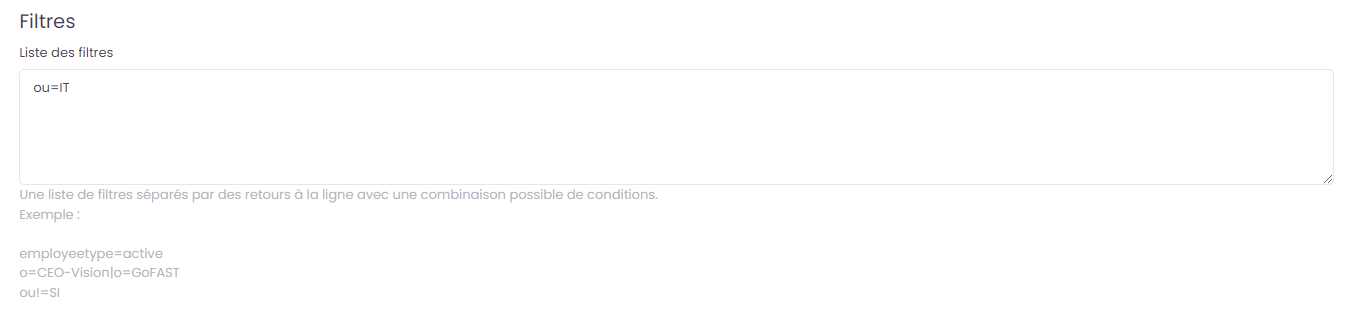 Filtres
Liste des filtres
ou=IT
Une liste de filtres séparés par des retours à la ligne avec une combinaison possible de conditions.
Exemple :
employeetype=active
o=CEO-Vision|o=GoFAST
ou!=SI